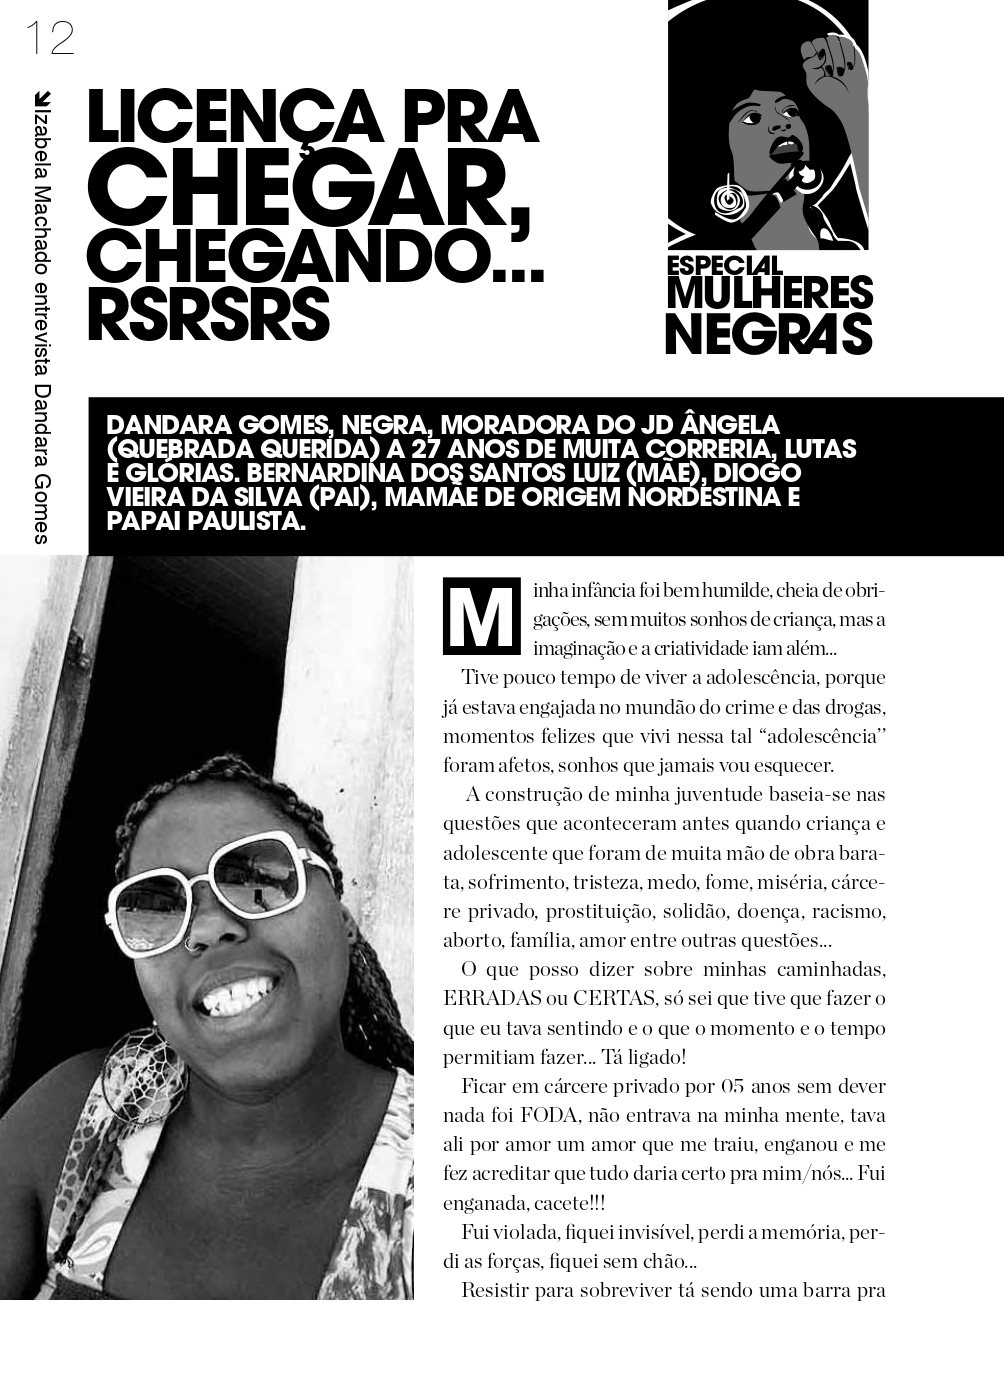 12
Izabela Machado entrevista Dandara Gomes
LICENÇA PRA
CHEGAR,
CHEGANDO...
RSRSRS
ESPECIAL
MULHERES
NEGRAS
DANDARA GOMES, NEGRA, MORADORA DO JD ÂNGELA
(QUEBRADA QUERIDA) A 27 ANOS DE MUITA CORRERIA, LUTAS
E GLÓRIAS. BERNARDINA DOS SANTOS LUIZ (MÃE), DIOGO
VIEIRA DA SILVA (PAI), MAMÃE DE ORIGEM NORDESTINA E
PAPAI PAULISTA.
Minha infância foi bem humilde, cheia de obri-
gações, sem muitos sonhos de criança, mas a
imaginação e a criatividade iam além...
Tive pouco tempo de viver a adolescência, porque
já estava engajada no mundão do crime e das drogas,
momentos felizes que vivi nessa tal “adolescência’’
foram afetos, sonhos que jamais vou esquecer.
A construção de minha juventude baseia-se nas
questões que aconteceram antes quando criança e
adolescente que foram de muita mão de obra bara-
ta, sofrimento, tristeza, medo, fome, miséria, cárce-
re privado, prostituição, solidão, doença, racismo,
aborto, família, amor entre outras questões...
O que posso dizer sobre minhas caminhadas,
ERRADAS ou CERTAS, só sei que tive que fazer o
que eu tava sentindo e o que o momento e o tempo
permitiam fazer... Tá ligado!
Ficar em cárcere privado por 05 anos sem dever
nada foi FODA, não entrava na minha mente, tava
ali por amor um amor que me traiu, enganou e me
fez acreditar que tudo daria certo pra mim/nós... Fui
enganada, cacete!!!
Fui violada, fiquei invisível, perdi a memória, per-
di as forças, fiquei sem chão...
Resistir para sobreviver tá sendo uma barra pra